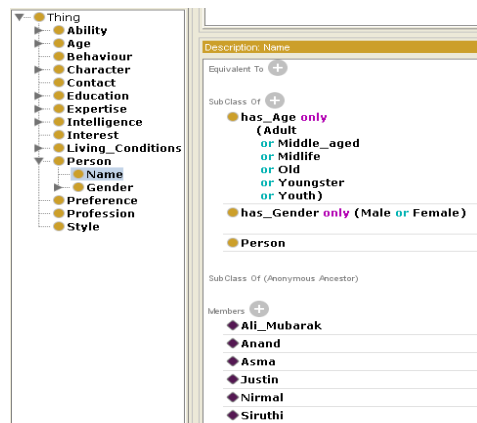 Thing
Ability
Age
Behaviour
Character
Contact
Education
Expertise
Intelligence
Interest
Living_Conditions
Person
Name
Gender
Preference
Profession
Style
Description: Name
Equivalent To
SubClass Of
has_Age only
(Adult
or Middle_aged
or Midlife
or Old
or Youngster
or Youth)
has_Gender only (Male or Female)
Person
SubClass Of (Anonymous Ancestor)
Members
Ali_Mubarak
Anand
Asma
Justin
Nirmal
Siruthi